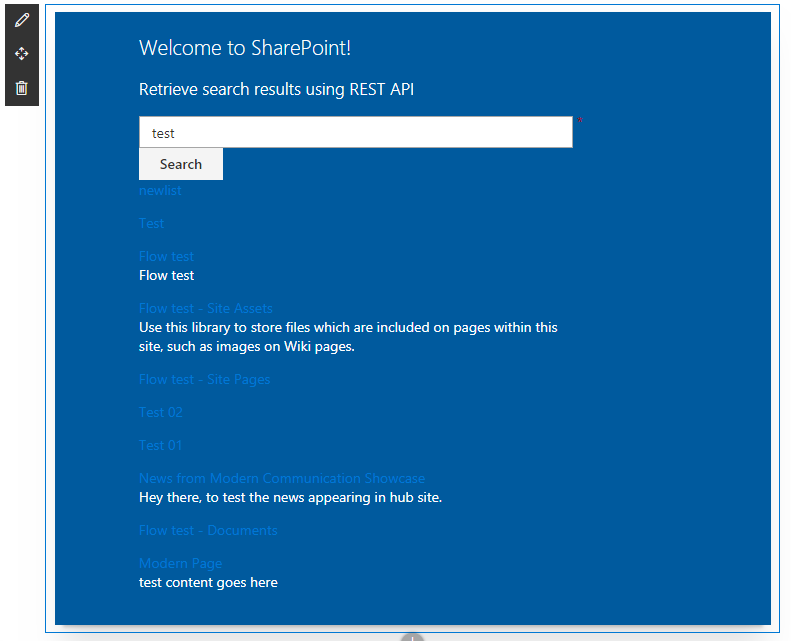 Welcome to SharePoint!
Retrieve search results using REST API
test *
Search
newlist
Test
Flow test
Flow test
Flow test - Site Assets
Use this library to store files which are included on pages within this
site, such as images on Wiki pages.
Flow test - Site Pages
Test 02
Test 01
News from Modern Communication Showcase
Hey there, to test the news appearing in hub site.
Flow test - Documents
Modern Page
test content goes here